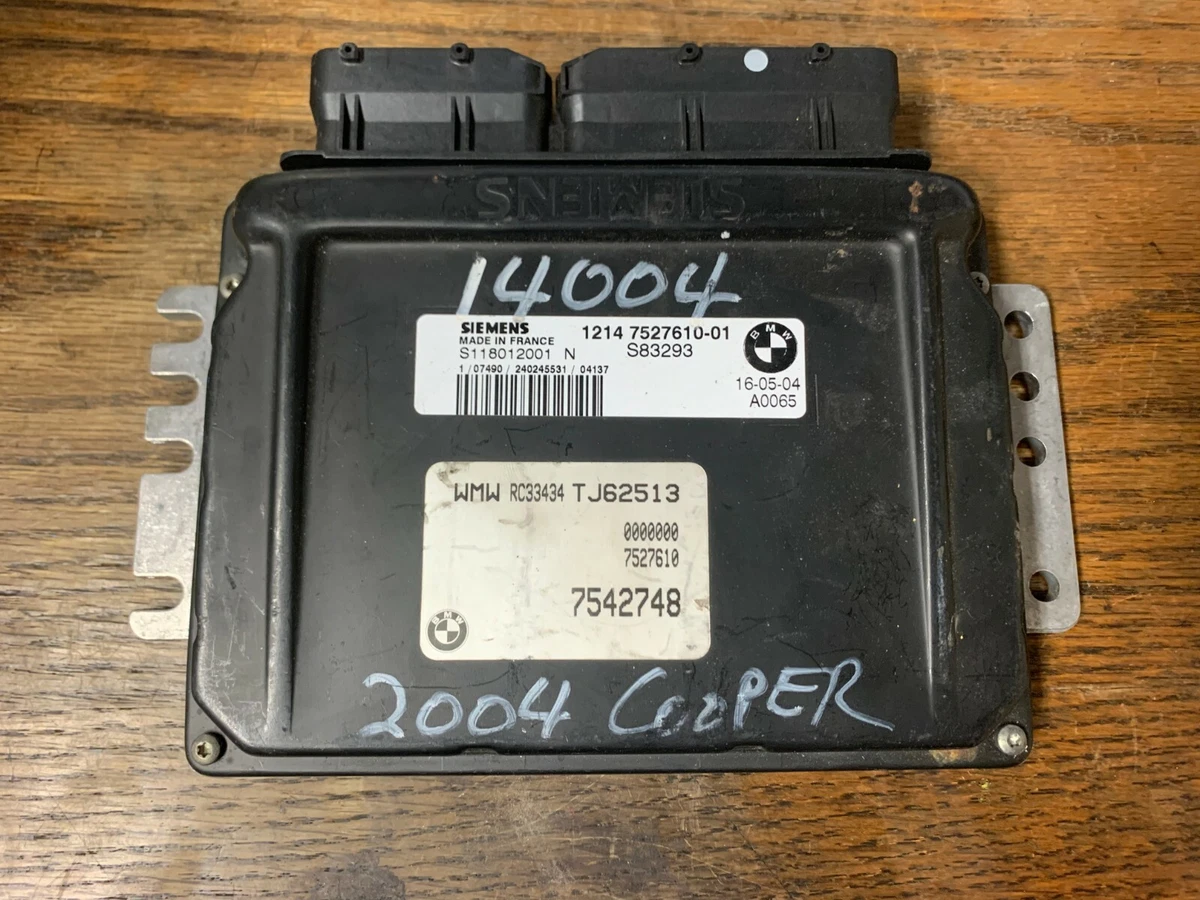 SIEMENS
14004
SIEMENS 1214 7527610-01
MADE IN FRANCE
S118012001 N S83293
1 / 07490 / 240245531 / 04137
BMW
16-05-04
A0065
WMW RC33434 TJ62513
0000000
7527610
7542748
BMW
2004 COOPER